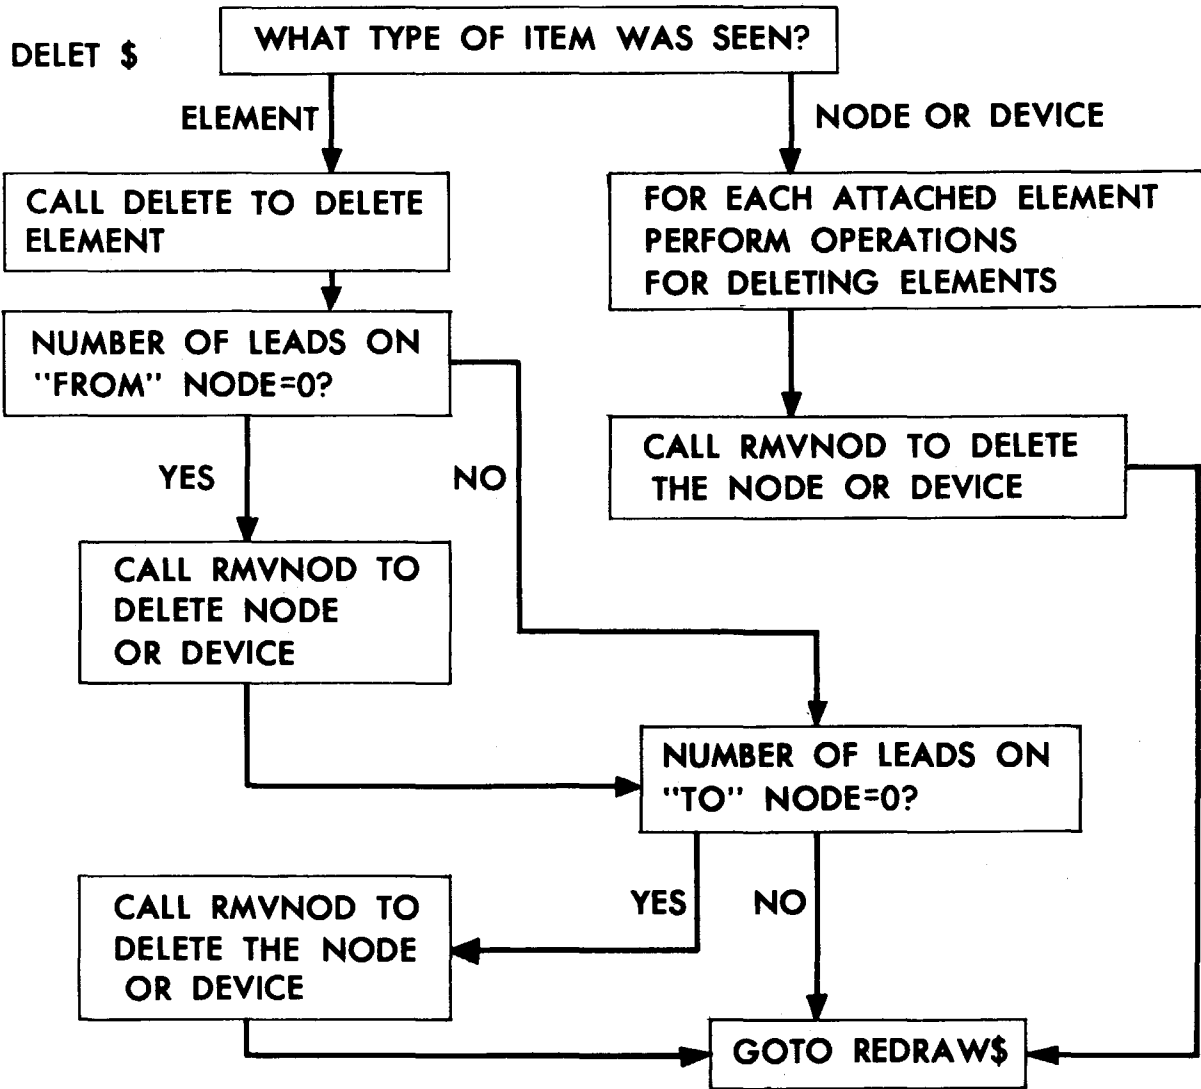 DELET $
WHAT TYPE OF ITEM WAS SEEN?
ELEMENT
NODE OR DEVICE
CALL DELETE TO DELETE
ELEMENT
FOR EACH ATTACHED ELEMENT
PERFORM OPERATIONS
FOR DELETING ELEMENTS
NUMBER OF LEADS ON
"FROM" NODE=0?
YES
NO
CALL RMVNOD TO DELETE
THE NODE OR DEVICE
CALL RMVNOD TO
DELETE NODE
OR DEVICE
NUMBER OF LEADS ON
"TO" NODE=0?
YES
NO
CALL RMVNOD TO
DELETE THE NODE
OR DEVICE
GOTO REDRAW$